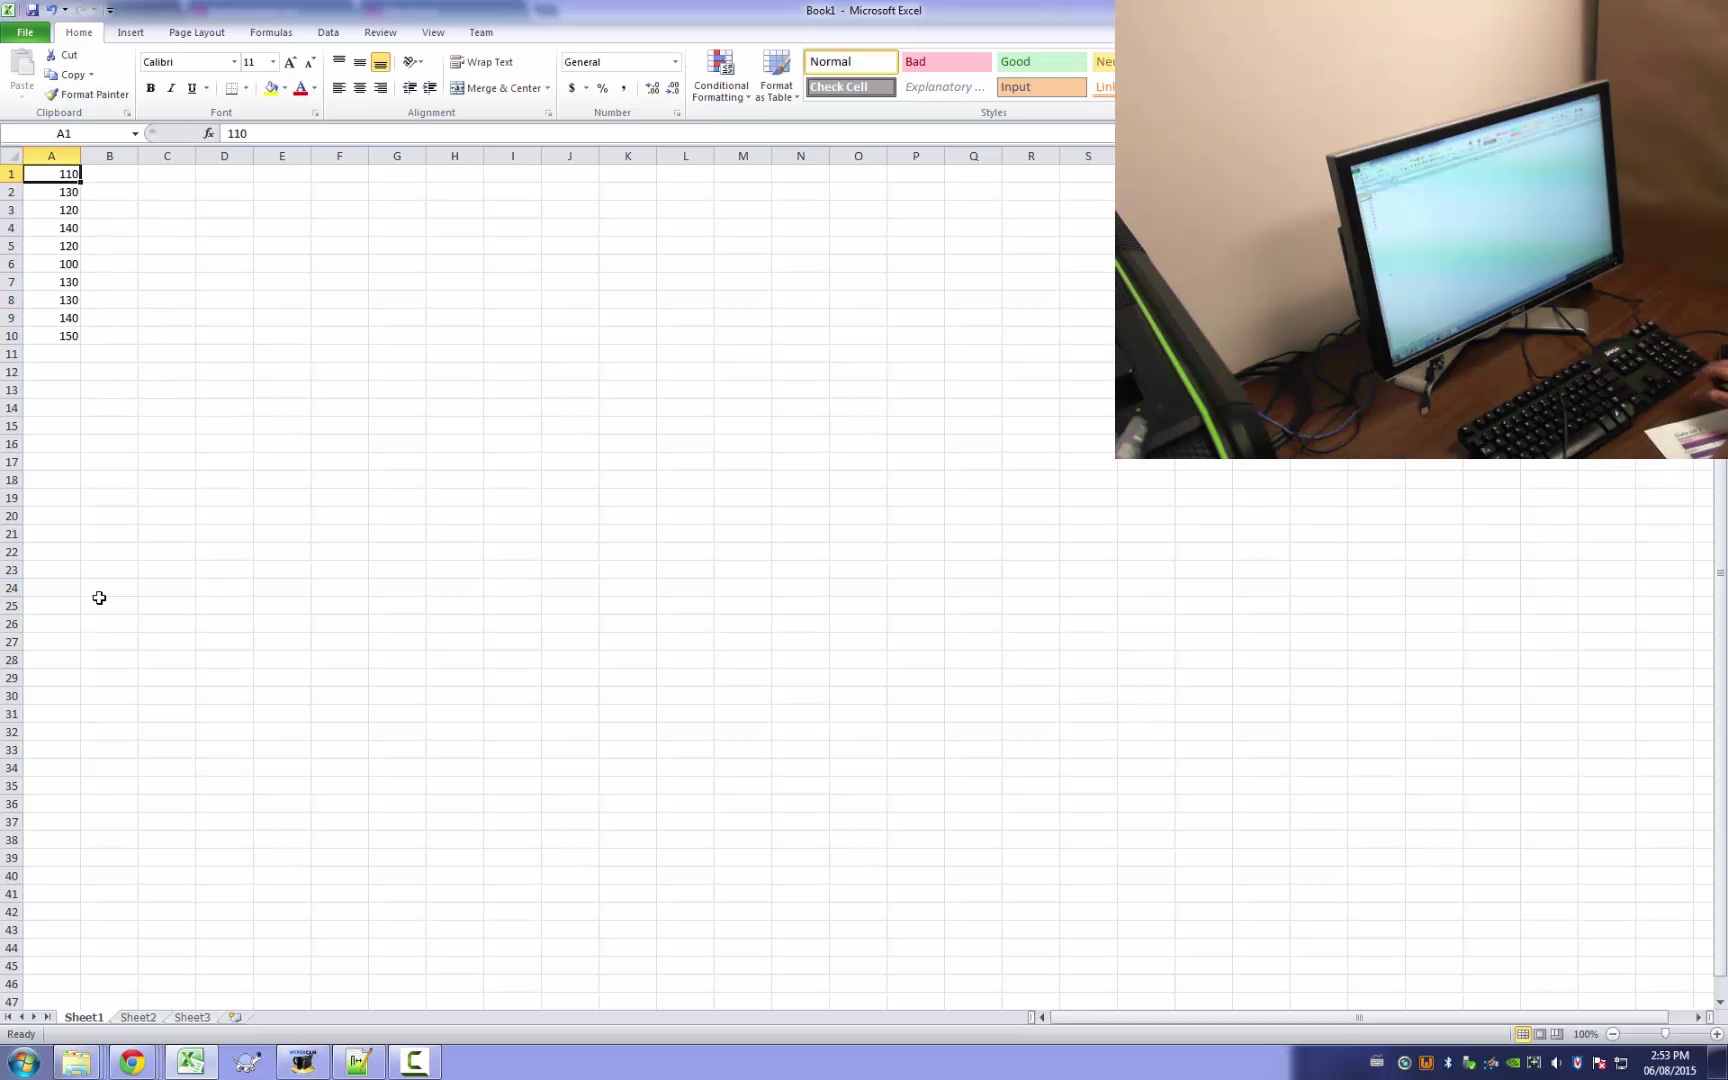 Book1 - Microsoft Excel
File Home Insert Page Layout Formulas Data Review View Team
Paste
Cut
Copy
Format Painter
Clipboard
Calibri 11
Font
Wrap Text
Merge & Center
Alignment
General
$ % ,
Number
Conditional Formatting
Format as Table
Normal Bad Good
Check Cell Explanatory ... Input
Styles
A1 fx 110
A B C D E F G H I J K L M N O P Q R S
1 110
2 130
3 120
4 140
5 120
6 100
7 130
8 130
9 140
10 150
11
12
13
14
15
16
17
18
19
20
21
22
23
24
25
26
27
28
29
30
31
32
33
34
35
36
37
38
39
40
41
42
43
44
45
46
47
Sheet1 Sheet2 Sheet3
Ready 100%
2:53 PM
06/08/2015